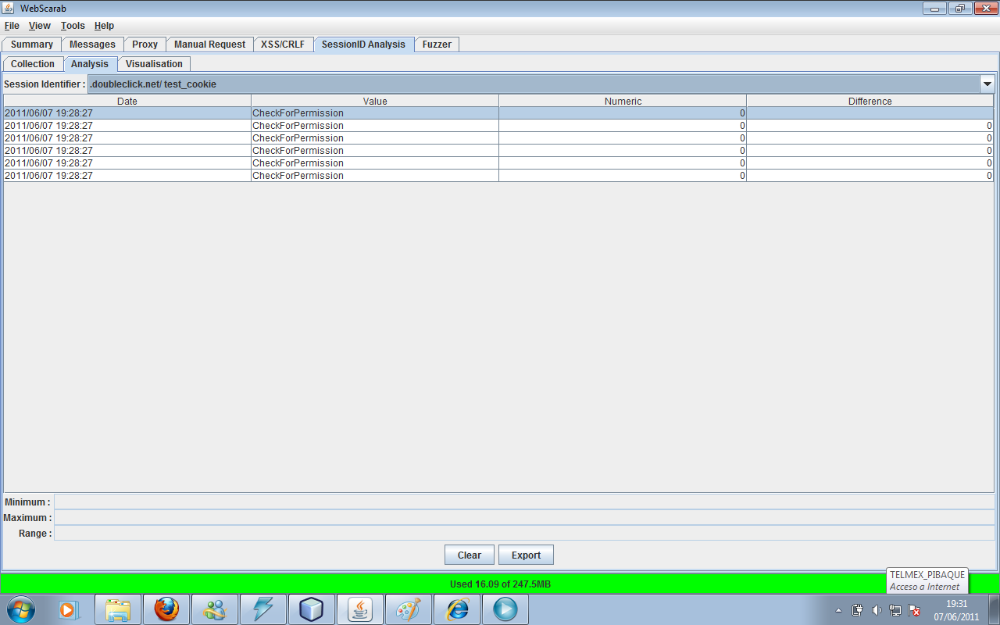 WebScarab
File View Tools Help
Summary Messages Proxy Manual Request XSS/CRLF SessionID Analysis Fuzzer
Collection Analysis Visualisation
Session Identifier : .doubleclick.net/ test_cookie
Date Value Numeric Difference
2011/06/07 19:28:27 CheckForPermission 0
2011/06/07 19:28:27 CheckForPermission 0 0
2011/06/07 19:28:27 CheckForPermission 0 0
2011/06/07 19:28:27 CheckForPermission 0 0
2011/06/07 19:28:27 CheckForPermission 0 0
2011/06/07 19:28:27 CheckForPermission 0 0
Minimum :
Maximum :
Range :
Clear Export
Used 16.09 of 247.5MB
TELMEX_PIBAQUE
Acceso a Internet
19:31
07/06/2011